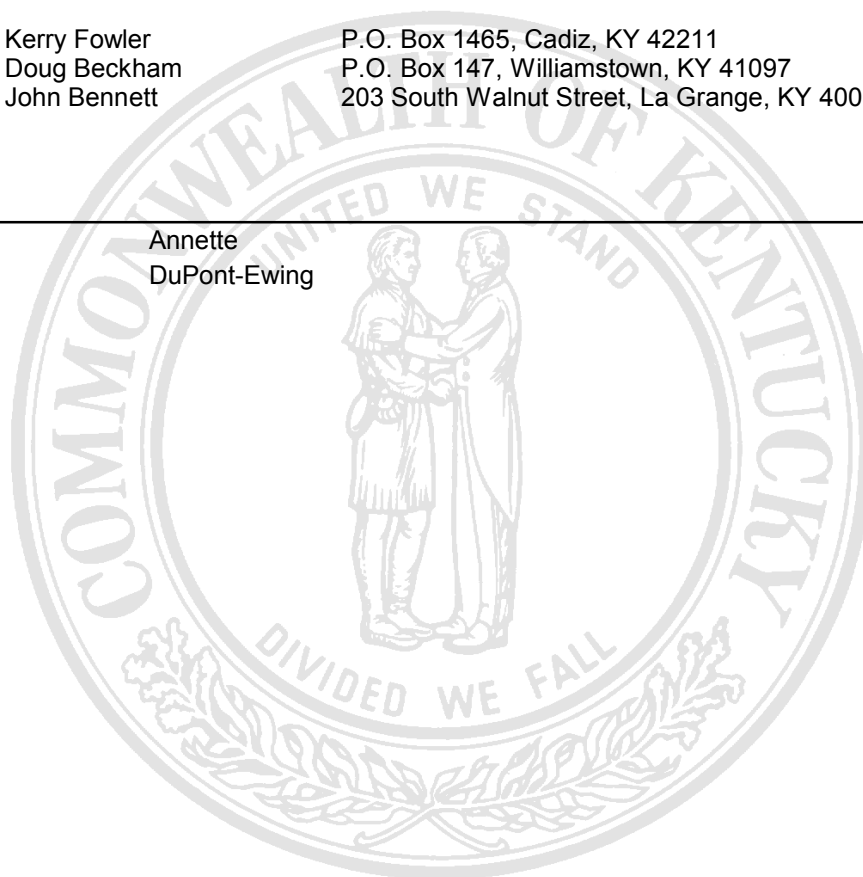 Kerry Fowler P.O. Box 1465, Cadiz, KY 42211
Doug Beckham P.O. Box 147, Williamstown, KY 41097
John Bennett 203 South Walnut Street, La Grange, KY 400
Annette
DuPont-Ewing
COMMONWEALTH OF KENTUCKY
UNITED WE STAND
DIVIDED WE FALL